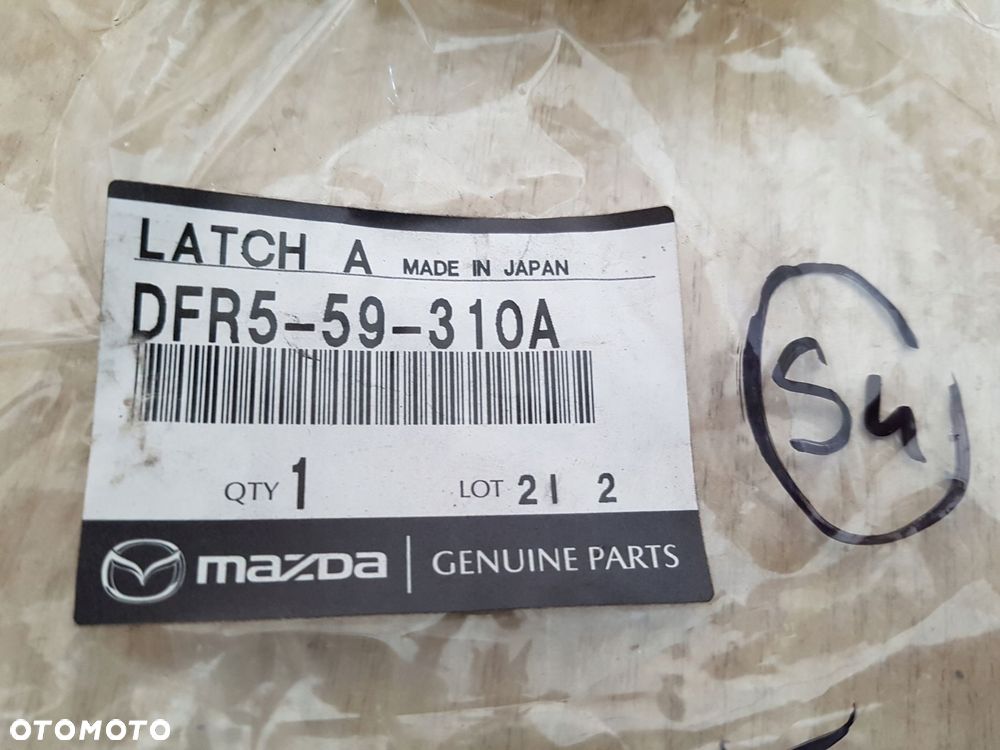 LATCH A MADE IN JAPAN
DFR5-59-310A
QTY 1 LOT 21 2
mazda GENUINE PARTS
S4
OTOMOTO